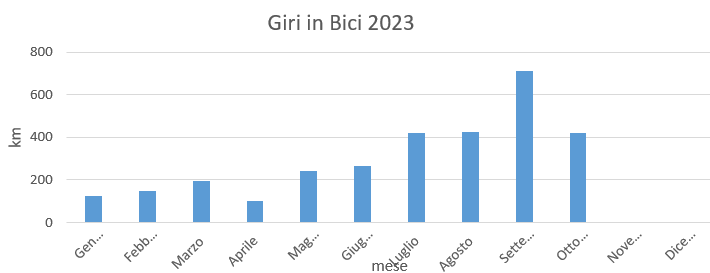 Giri in Bici 2023
800
600
400
200
0
km
Gen...
Febb...
Marzo
Aprile
Mag...
Giug...
Luglio
Agosto
Sette...
Otto...
Nove...
Dice...
mese